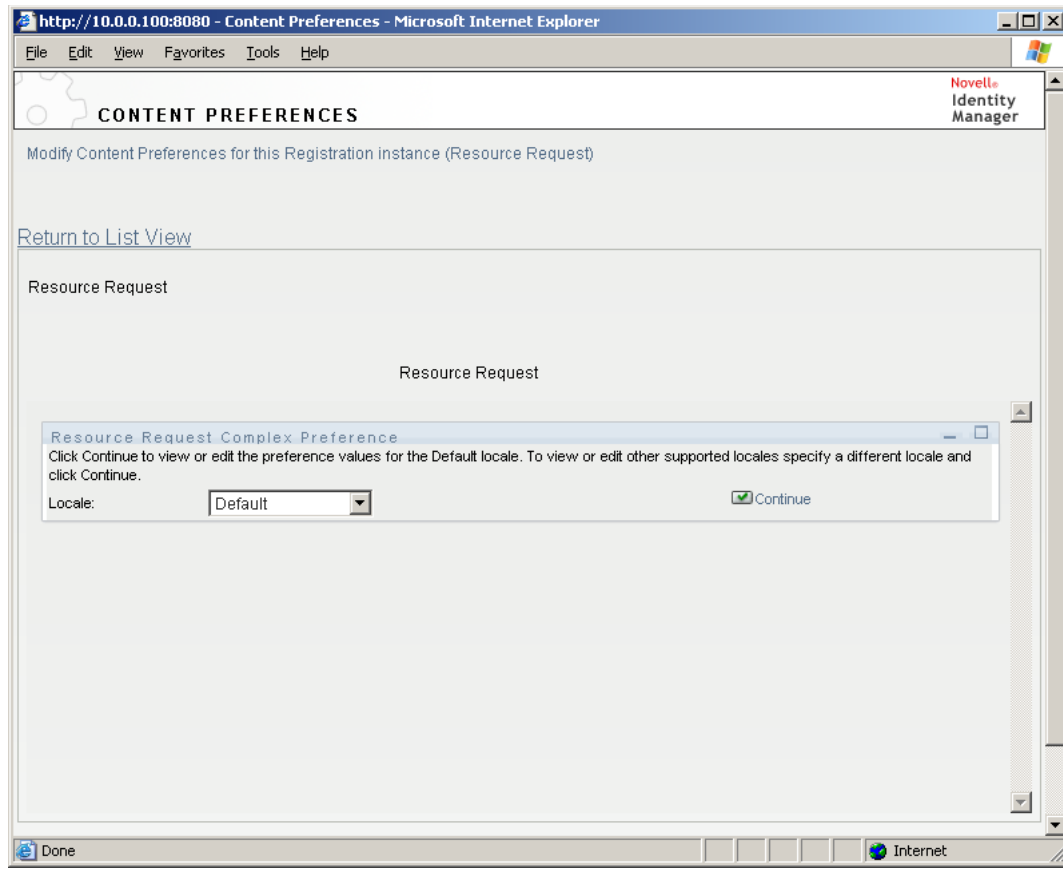 http://10.0.0.100:8080 - Content Preferences - Microsoft Internet Explorer
File Edit View Favorites Tools Help
Novell®
Identity
Manager
CONTENT PREFERENCES
Modify Content Preferences for this Registration instance (Resource Request)
Return to List View
Resource Request
Resource Request
Resource Request Complex Preference
Click Continue to view or edit the preference values for the Default locale. To view or edit other supported locales specify a different locale and
click Continue.
Locale: Default Continue
Done Internet